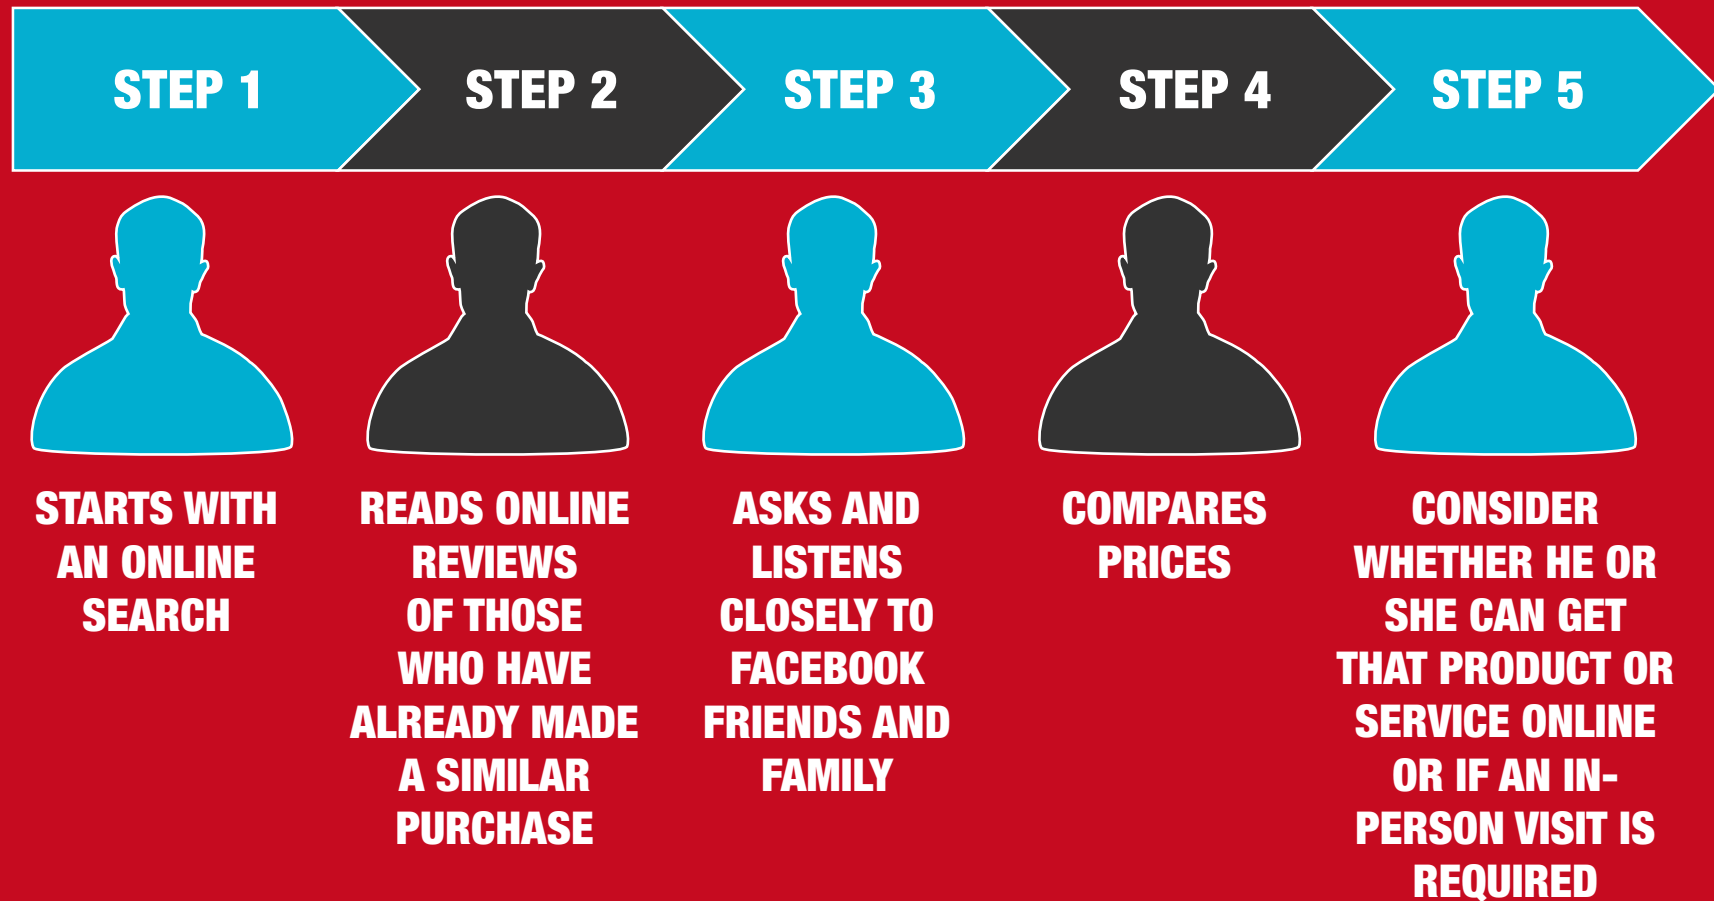 STEP 1
STEP 2
STEP 3
STEP 4
STEP 5
STARTS WITH
AN ONLINE
SEARCH
READS ONLINE
REVIEWS
OF THOSE
WHO HAVE
ALREADY MADE
A SIMILAR
PURCHASE
ASKS AND
LISTENS
CLOSELY TO
FACEBOOK
FRIENDS AND
FAMILY
COMPARES
PRICES
CONSIDER
WHETHER HE OR
SHE CAN GET
THAT PRODUCT OR
SERVICE ONLINE
OR IF AN IN-
PERSON VISIT IS
REQUIRED